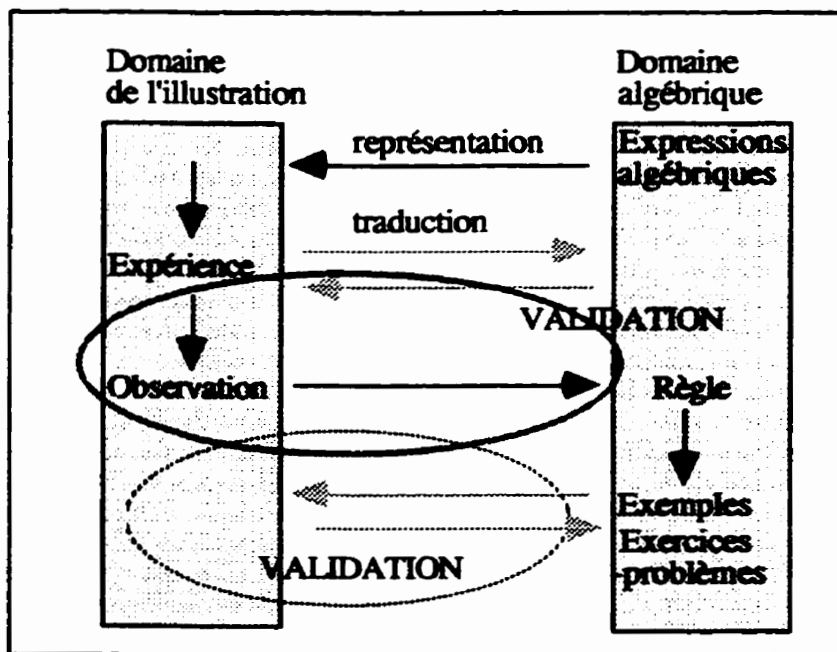 Domaine
de l'illustration
Domaine
algébrique
représentation
Expressions
algébriques
traduction
Expérience
VALIDATION
Observation
Règle
Exemples
Exercices
-problèmes
VALIDATION